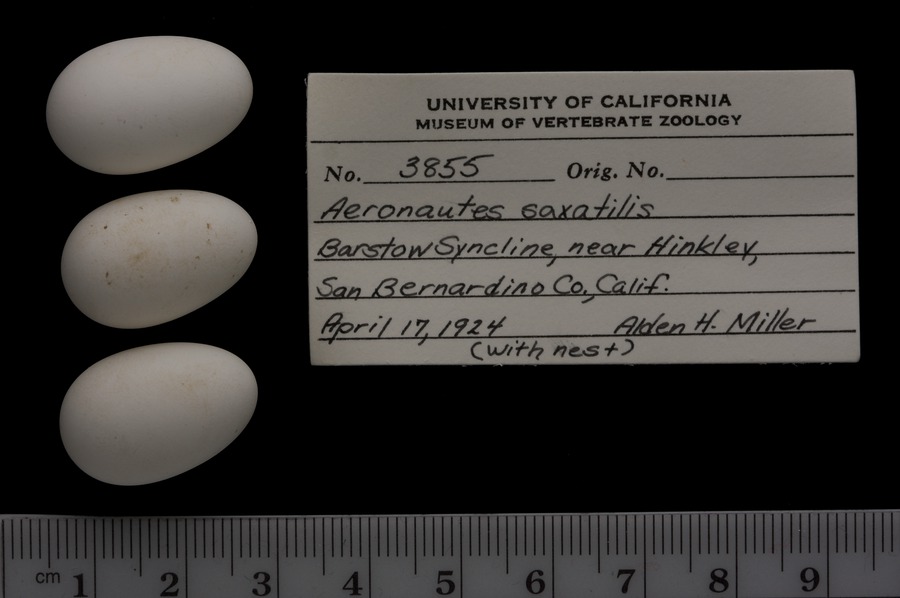 UNIVERSITY OF CALIFORNIA
MUSEUM OF VERTEBRATE ZOOLOGY
No. 3855 Orig. No.
Aeronautes saxatilis
Barstow Syncline, near Hinkley,
San Bernardino Co., Calif.
April 17, 1924 Alden H. Miller
(with nest)
cm 1 2 3 4 5 6 7 8 9